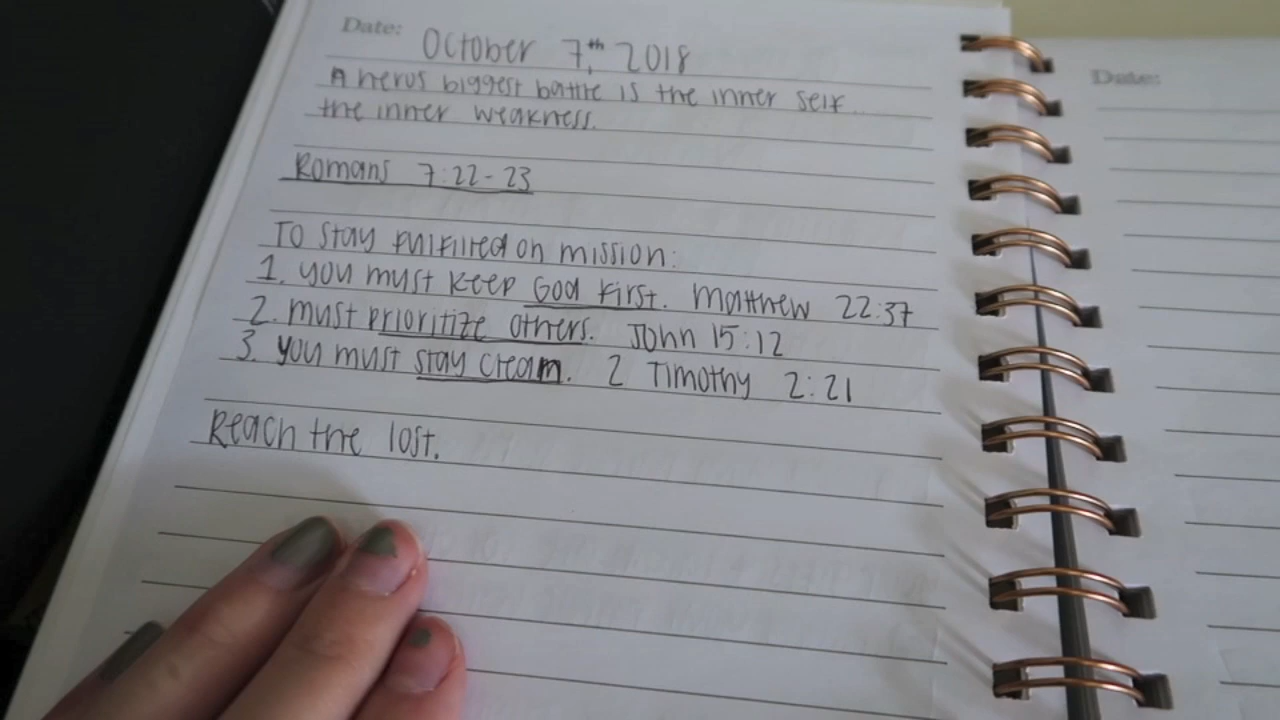 Date: October 7th, 2018
A heros biggest battle is the inner self...
the inner weakness.
Romans 7:22-23
To stay fulfilled on mission:
1. you must keep God first. Matthew 22:37
2. must prioritize others. John 15:12
3. you must stay cream. 2 Timothy 2:21
Reach the lost.
Date: